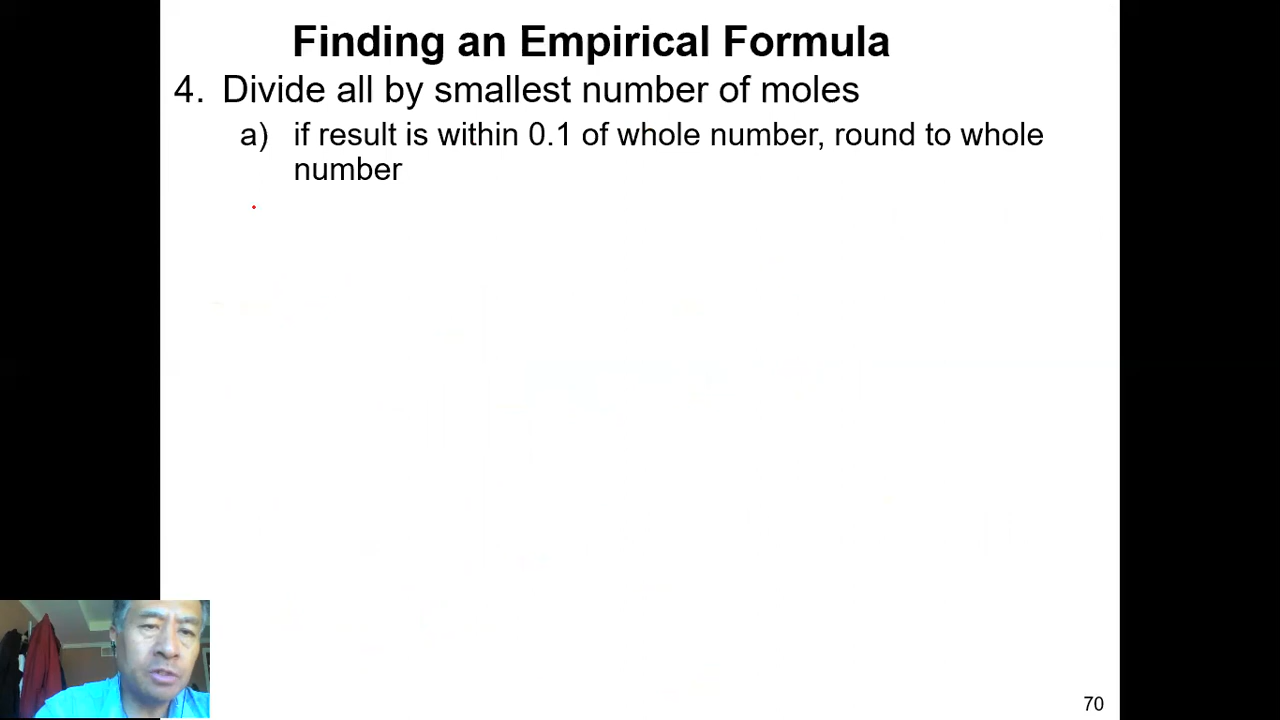 Finding an Empirical Formula
4. Divide all by smallest number of moles
a) if result is within 0.1 of whole number, round to whole
number
70